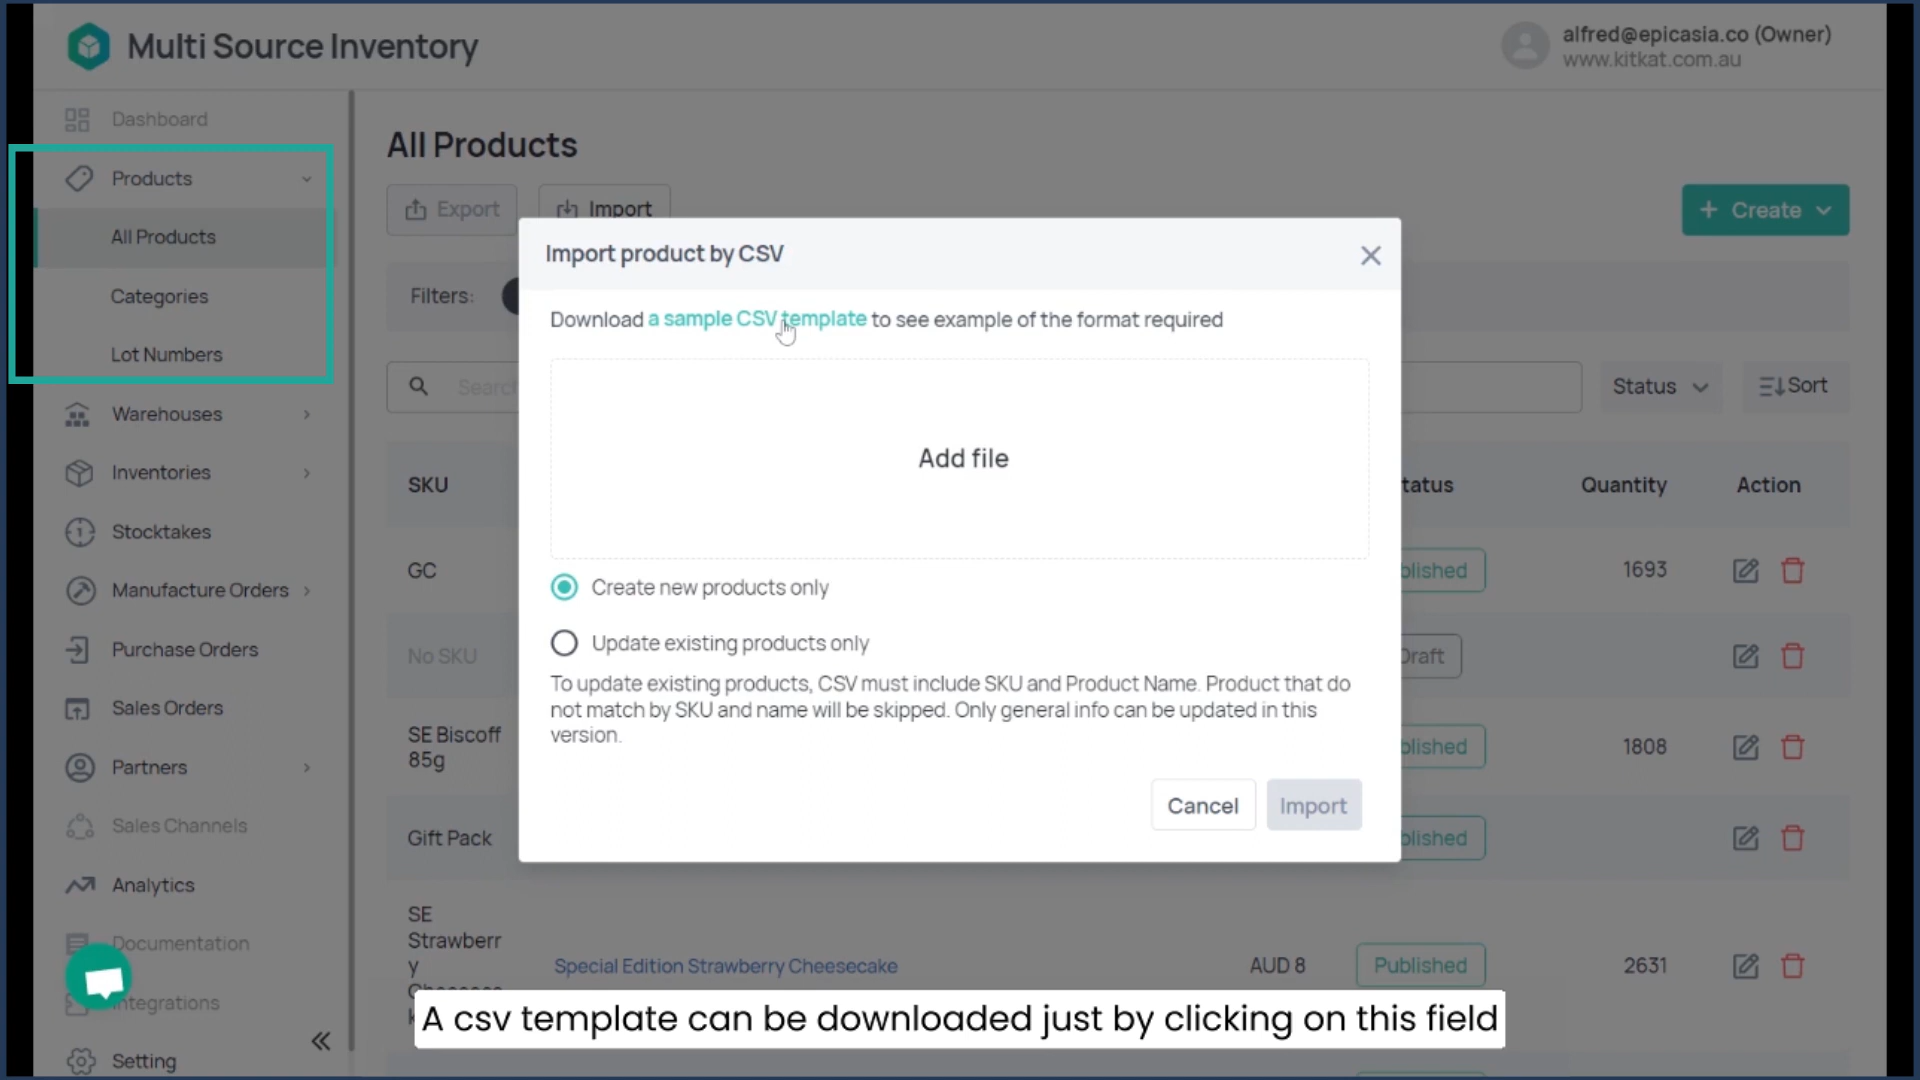 Multi Source Inventory
alfred@epicasia.co (Owner)
www.kitkat.com.au
Dashboard
Products
All Products
Categories
Lot Numbers
Warehouses
Inventories
Stocktakes
Manufacture Orders
Purchase Orders
Sales Orders
Partners
Sales Channels
Analytics
Documentation
Integrations
Setting
All Products
Export
Import
Create
Filters:
Search
Status
Sort
SKU
tatus
Quantity
Action
GC
blished
1693
No SKU
Draft
SE Biscoff
85g
blished
1808
Gift Pack
blished
SE
Strawberr
y
Special Edition Strawberry Cheesecake
AUD 8
Published
2631
Import product by CSV
Download a sample CSV template to see example of the format required
Add file
Create new products only
Update existing products only
To update existing products, CSV must include SKU and Product Name. Product that do
not match by SKU and name will be skipped. Only general info can be updated in this
version.
Cancel
Import
A csv template can be downloaded just by clicking on this field